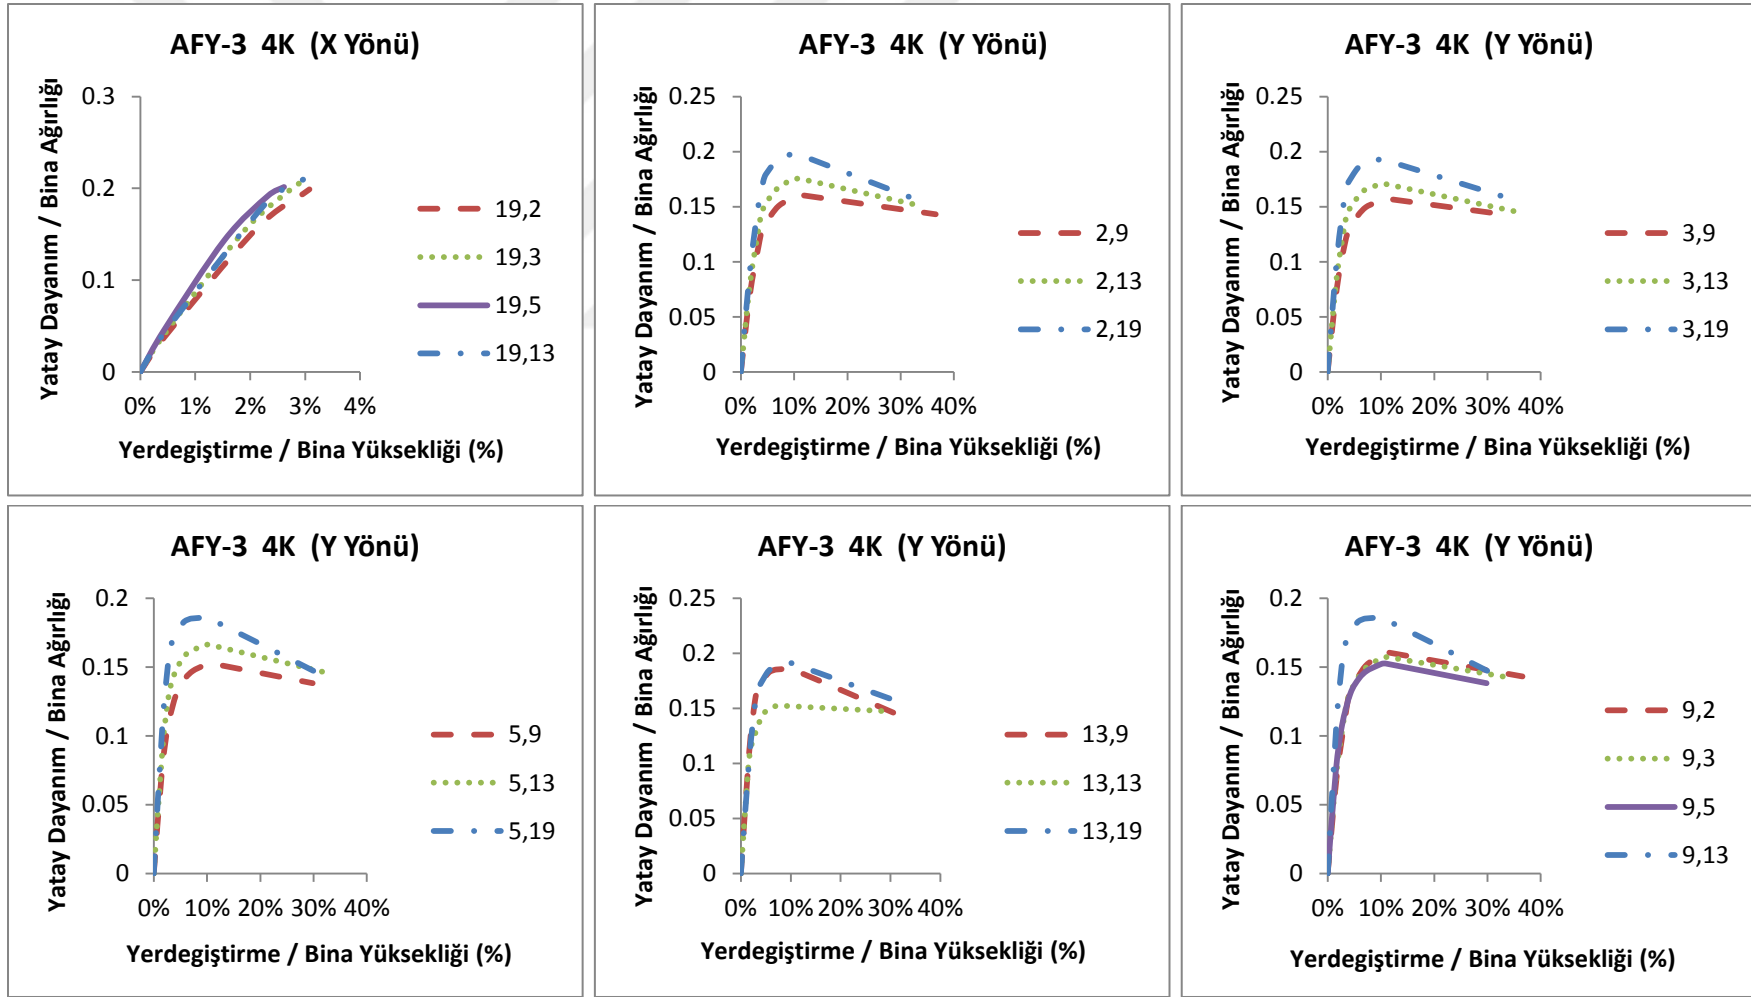 AFY-3 4K (X Yönü)
Yatay Dayanım / Bina Ağırlığı
0.3
0.2
0.1
0
0% 1% 2% 3% 4%
Yerdegiştirme / Bina Yüksekliği (%)
19,2
19,3
19,5
19,13
AFY-3 4K (Y Yönü)
Yatay Dayanım / Bina Ağırlığı
0.25
0.2
0.15
0.1
0.05
0
0% 10% 20% 30% 40%
Yerdegiştirme / Bina Yüksekliği (%)
2,9
2,13
2,19
AFY-3 4K (Y Yönü)
Yatay Dayanım / Bina Ağırlığı
0.25
0.2
0.15
0.1
0.05
0
0% 10% 20% 30% 40%
Yerdegiştirme / Bina Yüksekliği (%)
3,9
3,13
3,19
AFY-3 4K (Y Yönü)
Yatay Dayanım / Bina Ağırlığı
0.2
0.15
0.1
0.05
0
0% 10% 20% 30% 40%
Yerdegiştirme / Bina Yüksekliği (%)
5,9
5,13
5,19
AFY-3 4K (Y Yönü)
Yatay Dayanım / Bina Ağırlığı
0.25
0.2
0.15
0.1
0.05
0
0% 10% 20% 30% 40%
Yerdegiştirme / Bina Yüksekliği (%)
13,9
13,13
13,19
AFY-3 4K (Y Yönü)
Yatay Dayanım / Bina Ağırlığı
0.2
0.15
0.1
0.05
0
0% 10% 20% 30% 40%
Yerdegiştirme / Bina Yüksekliği (%)
9,2
9,3
9,5
9,13